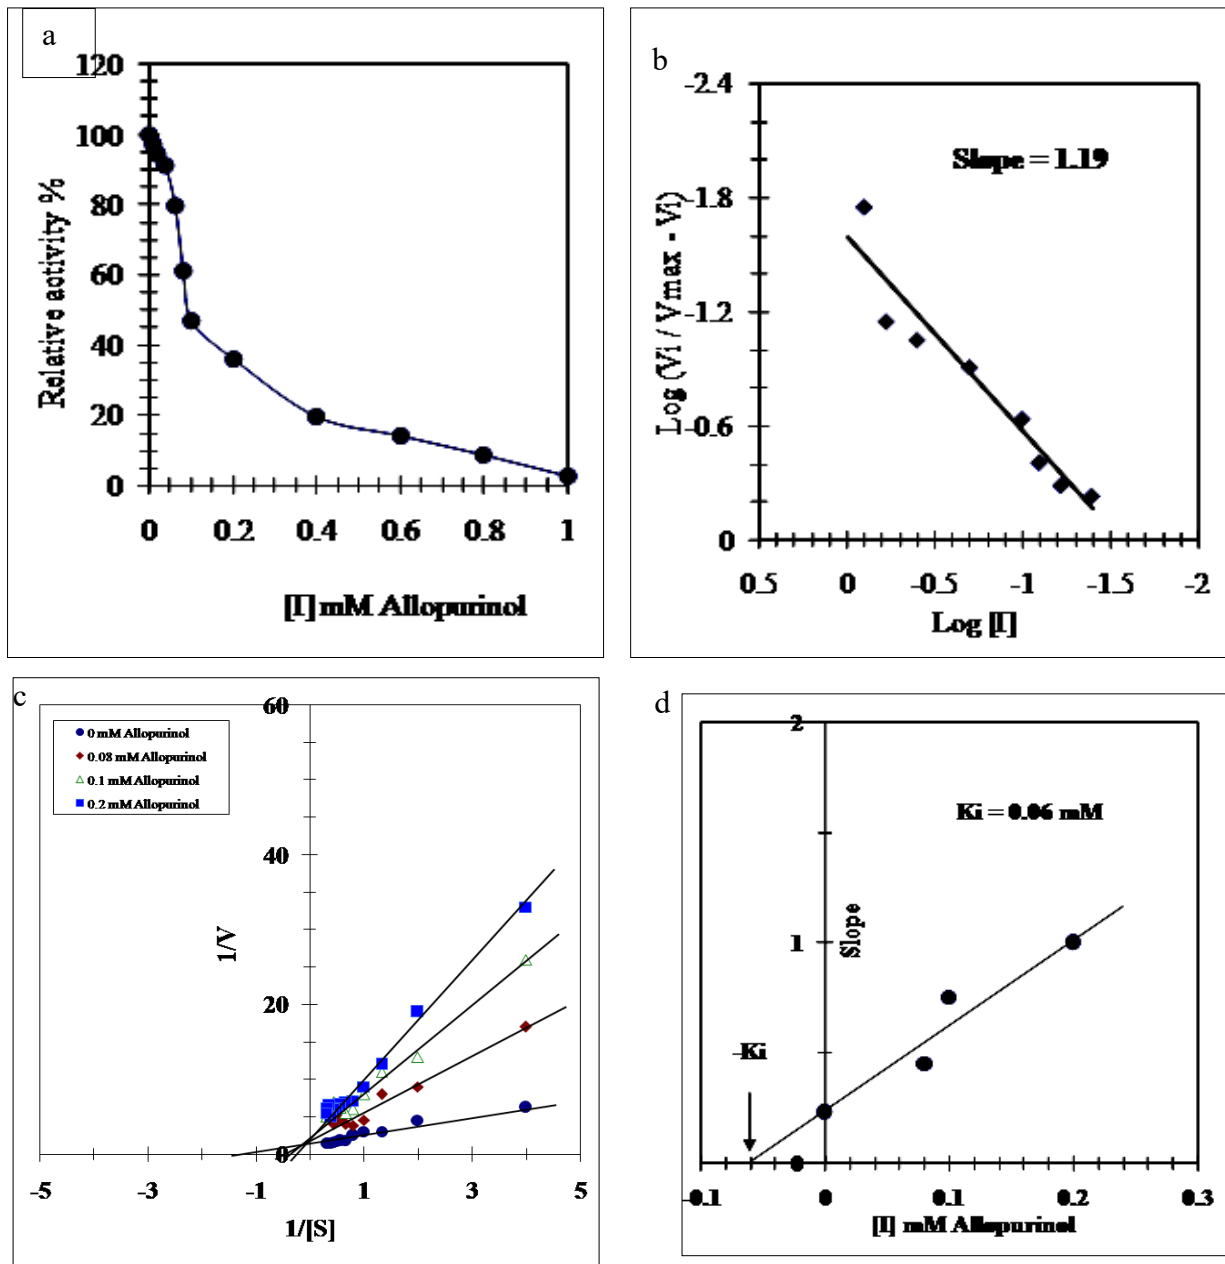 a
120
100
80
60
40
20
0
Relative activity %
0 0.2 0.4 0.6 0.8 1
[I] mM Allopurinol
b
-2.4
-1.8
-1.2
-0.6
0
Log (Vi / Vmax - Vi)
Slope = 1.19
0.5 0 -0.5 -1 -1.5 -2
Log [I]
c
60
40
20
0
0 mM Allopurinol
0.08 mM Allopurinol
0.1 mM Allopurinol
0.2 mM Allopurinol
1/V
-5 -3 -1 1 3 5
1/[S]
d
2
1
0
Ki = 0.06 mM
Slope
-Ki
-0.1 0 0.1 0.2 0.3
[I] mM Allopurinol